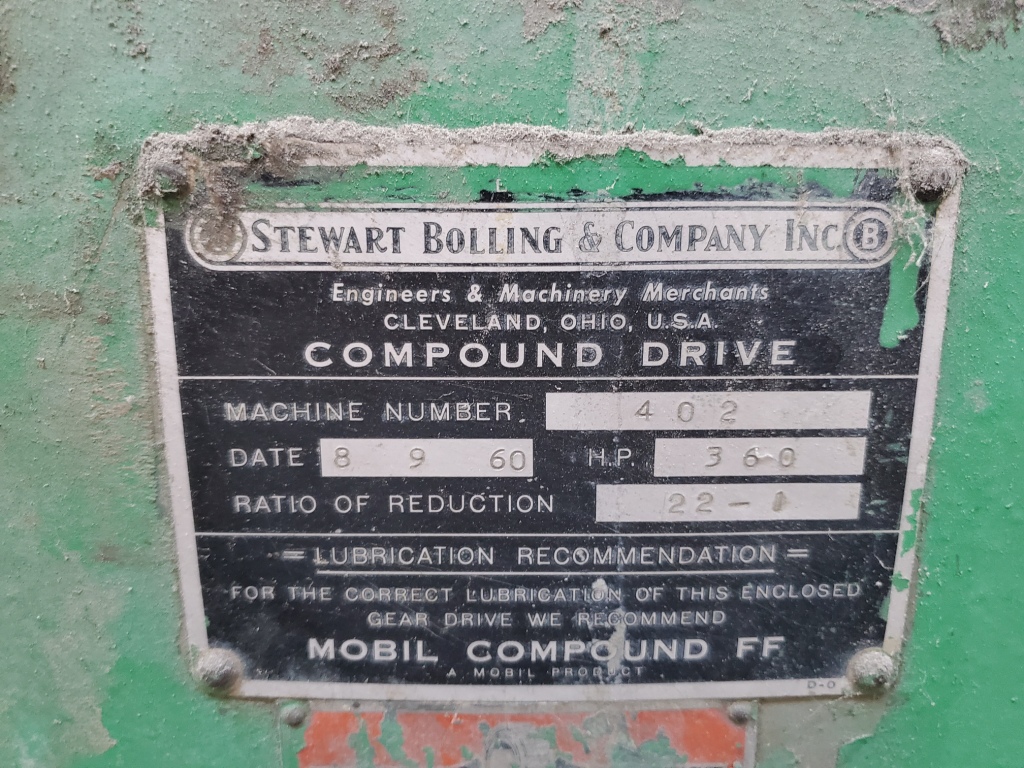 STEWART BOLLING & COMPANY INC. B
Engineers & Machinery Merchants
CLEVELAND, OHIO, U.S.A.
COMPOUND DRIVE
MACHINE NUMBER 402
DATE 8 9 60 H.P. 360
RATIO OF REDUCTION 22-1
= LUBRICATION RECOMMENDATION =
FOR THE CORRECT LUBRICATION OF THIS ENCLOSED
GEAR DRIVE WE RECOMMEND
MOBIL COMPOUND FF
A MOBIL PRODUCT